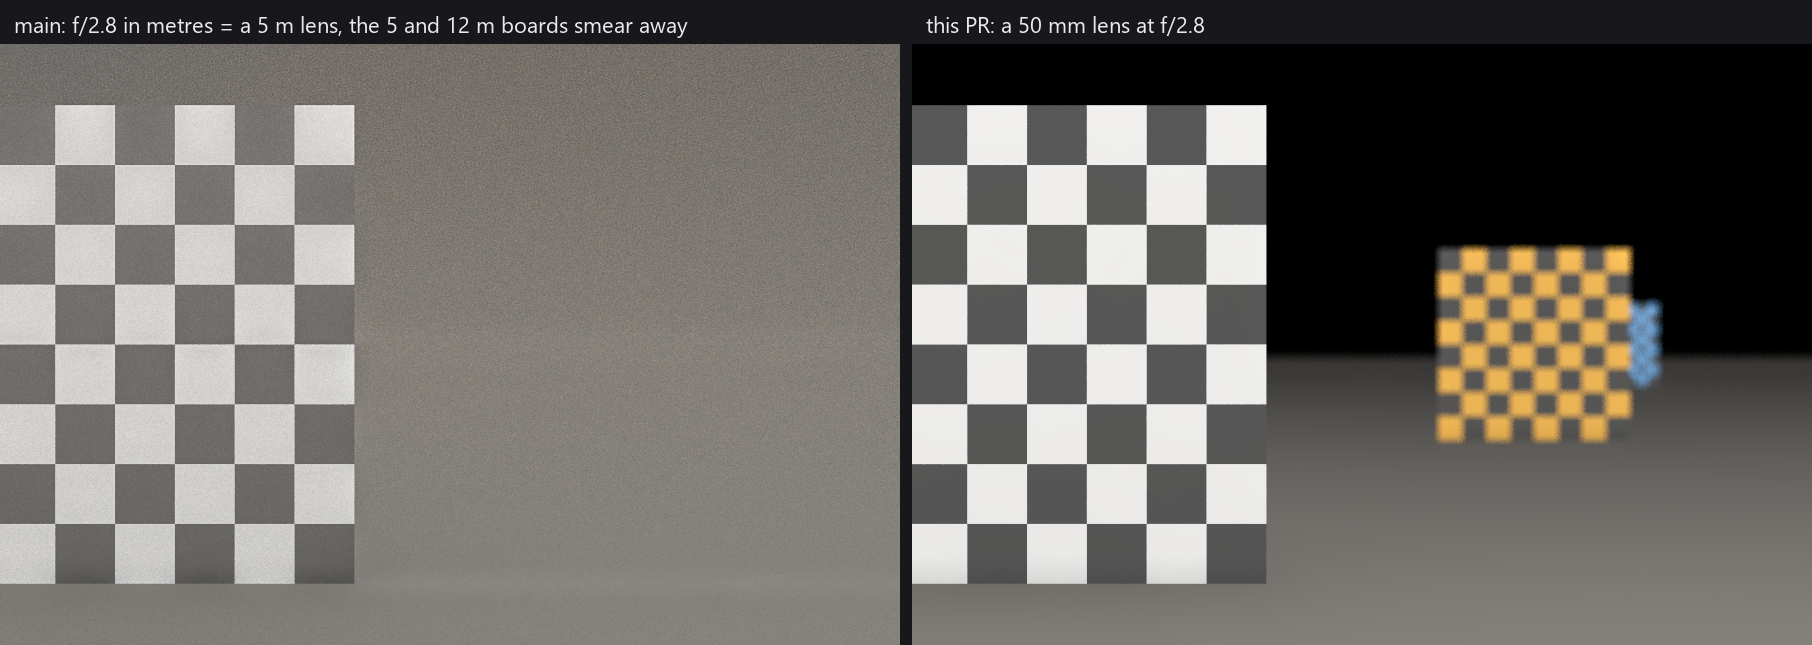 main: f/2.8 in metres = a 5 m lens, the 5 and 12 m boards smear away
this PR: a 50 mm lens at f/2.8